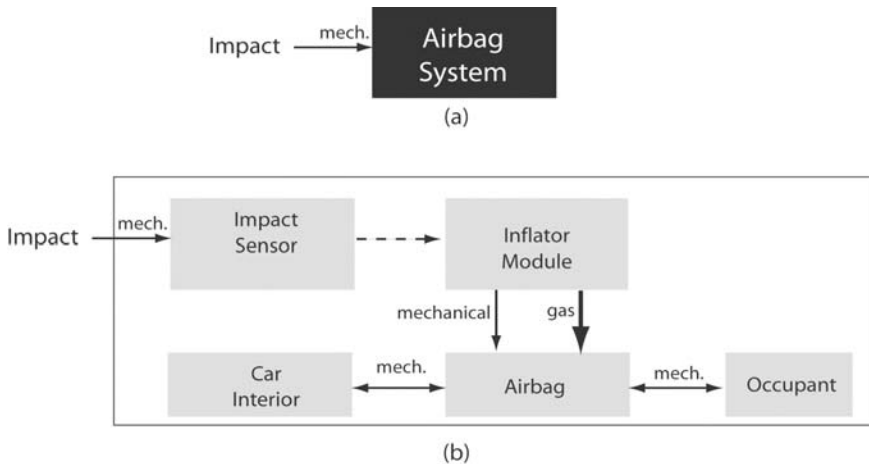 Impact
mech.
Airbag
System
(a)
Impact
mech.
Impact
Sensor
Inflator
Module
mechanical
gas
Car
Interior
mech.
Airbag
mech.
Occupant
(b)